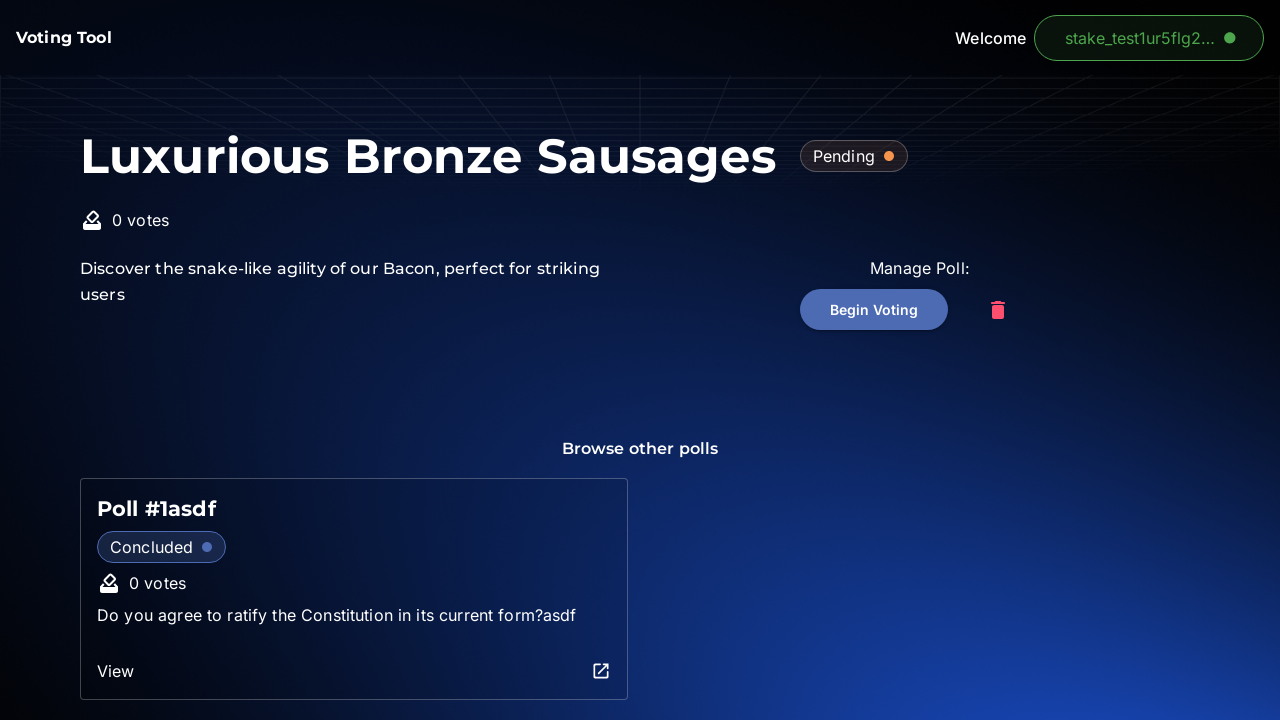 Voting Tool
Welcome
stake_test1ur5flg2...
Luxurious Bronze Sausages
Pending
0 votes
Discover the snake-like agility of our Bacon, perfect for striking
users
Manage Poll:
Begin Voting
Browse other polls
Poll #1asdf
Concluded
0 votes
Do you agree to ratify the Constitution in its current form?asdf
View